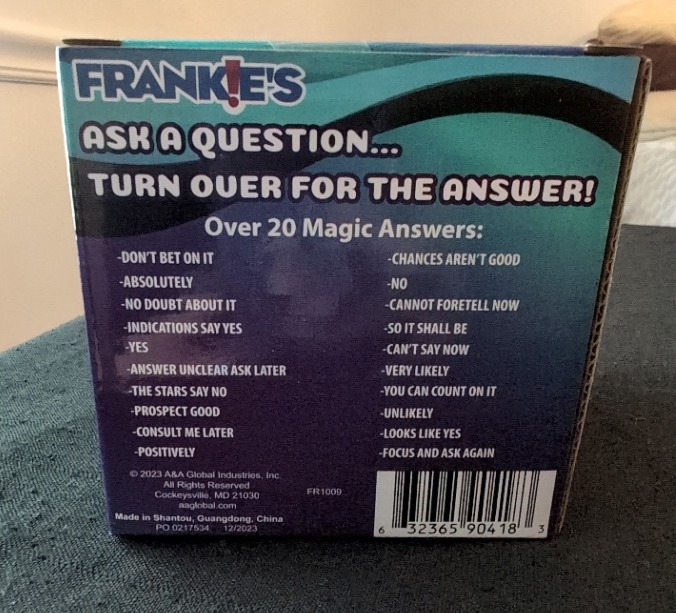 FRANK!E'S
ASK A QUESTION...
TURN OVER FOR THE ANSWER!
Over 20 Magic Answers:
-DON'T BET ON IT
-ABSOLUTELY
-NO DOUBT ABOUT IT
-INDICATIONS SAY YES
-YES
-ANSWER UNCLEAR ASK LATER
-THE STARS SAY NO
-PROSPECT GOOD
-CONSULT ME LATER
-POSITIVELY
-CHANCES AREN'T GOOD
-NO
-CANNOT FORETELL NOW
-SO IT SHALL BE
-CAN'T SAY NOW
-VERY LIKELY
-YOU CAN COUNT ON IT
-UNLIKELY
-LOOKS LIKE YES
-FOCUS AND ASK AGAIN
© 2023 A&A Global Industries, Inc.
All Rights Reserved
Cockeysville, MD 21030
aaglobal.com
Made in Shantou, Guangdong, China
PO 0217534 12/2023
FR1009
6 32365 90418 3